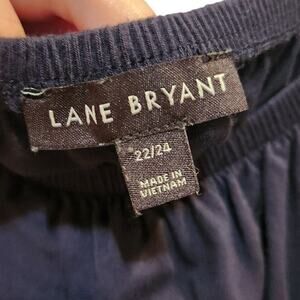 LANE BRYANT
22/24
MADE IN
VIETNAM